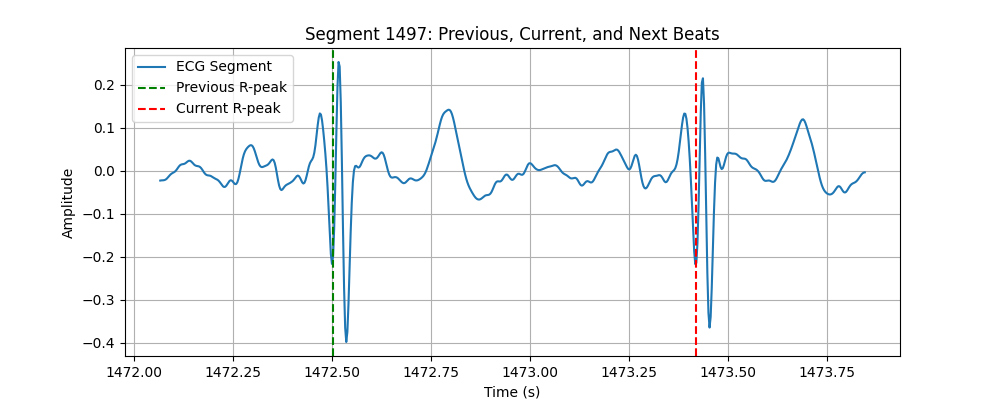 Segment 1497: Previous, Current, and Next Beats
ECG Segment
Previous R-peak
Current R-peak
Amplitude
0.2
0.1
0.0
−0.1
−0.2
−0.3
−0.4
1472.00 1472.25 1472.50 1472.75 1473.00 1473.25 1473.50 1473.75
Time (s)